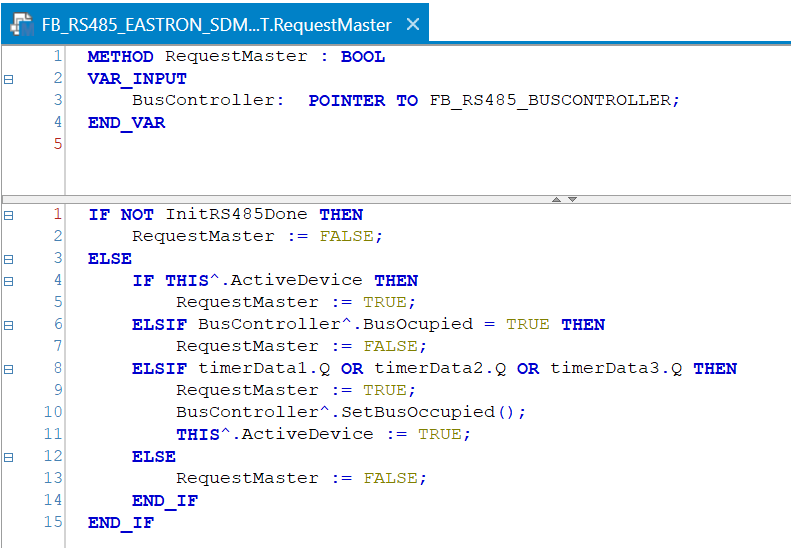 FB_RS485_EASTRON_SDM...T.RequestMaster
1 METHOD RequestMaster : BOOL
2 VAR_INPUT
3 BusController:  POINTER TO FB_RS485_BUSCONTROLLER;
4 END_VAR
5
1 IF NOT InitRS485Done THEN
2 RequestMaster := FALSE;
3 ELSE
4 IF THIS^.ActiveDevice THEN
5 RequestMaster := TRUE;
6 ELSIF BusController^.BusOcupied = TRUE THEN
7 RequestMaster := FALSE;
8 ELSIF timerData1.Q OR timerData2.Q OR timerData3.Q THEN
9 RequestMaster := TRUE;
10 BusController^.SetBusOccupied();
11 THIS^.ActiveDevice := TRUE;
12 ELSE
13 RequestMaster := FALSE;
14 END_IF
15 END_IF